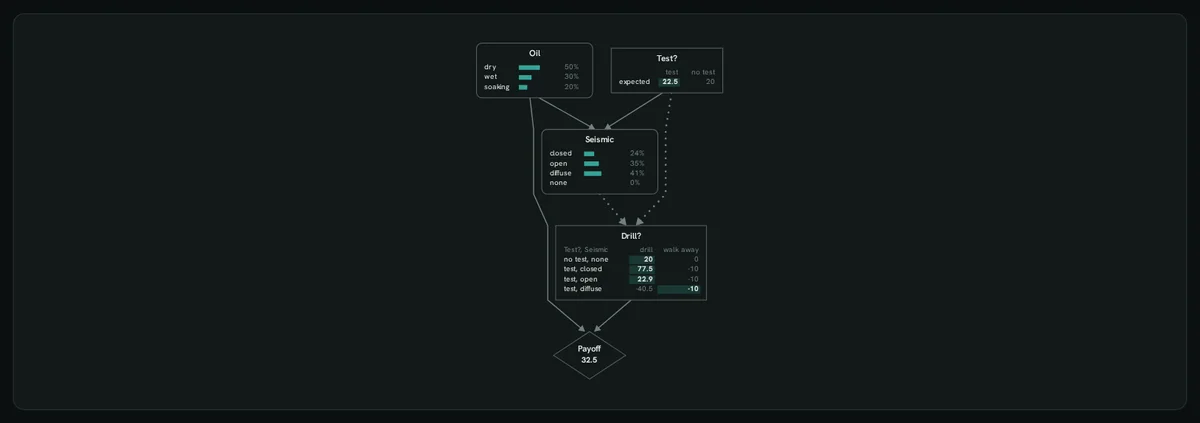 Oil
dry 50%
wet 30%
soaking 20%
Test?
test no test
expected 22.5 20
Seismic
closed 24%
open 35%
diffuse 41%
none 0%
Drill?
Test?, Seismic drill walk away
no test, none 20 0
test, closed 77.5 -10
test, open 22.9 -10
test, diffuse -40.5 -10
Payoff
32.5